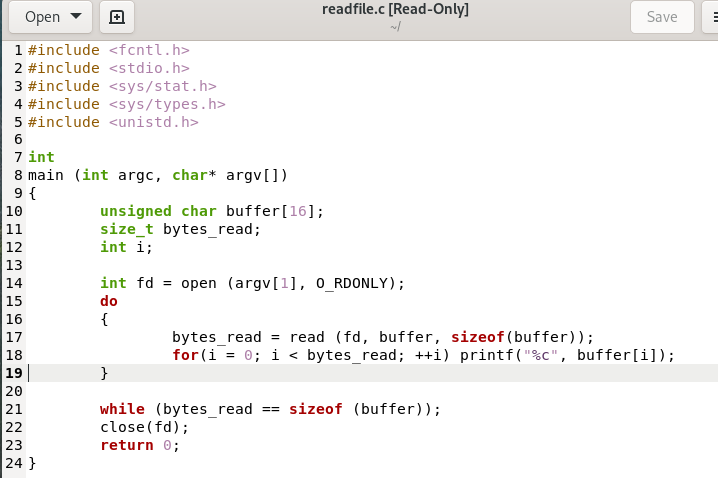 Open readfile.c [Read-Only] Save
~/
1 #include <fcntl.h>
2 #include <stdio.h>
3 #include <sys/stat.h>
4 #include <sys/types.h>
5 #include <unistd.h>
6
7 int
8 main (int argc, char* argv[])
9 {
10         unsigned char buffer[16];
11         size_t bytes_read;
12         int i;
13
14         int fd = open (argv[1], O_RDONLY);
15         do
16         {
17                 bytes_read = read (fd, buffer, sizeof(buffer));
18                 for(i = 0; i < bytes_read; ++i) printf("%c", buffer[i]);
19         }
20
21         while (bytes_read == sizeof (buffer));
22         close(fd);
23         return 0;
24 }